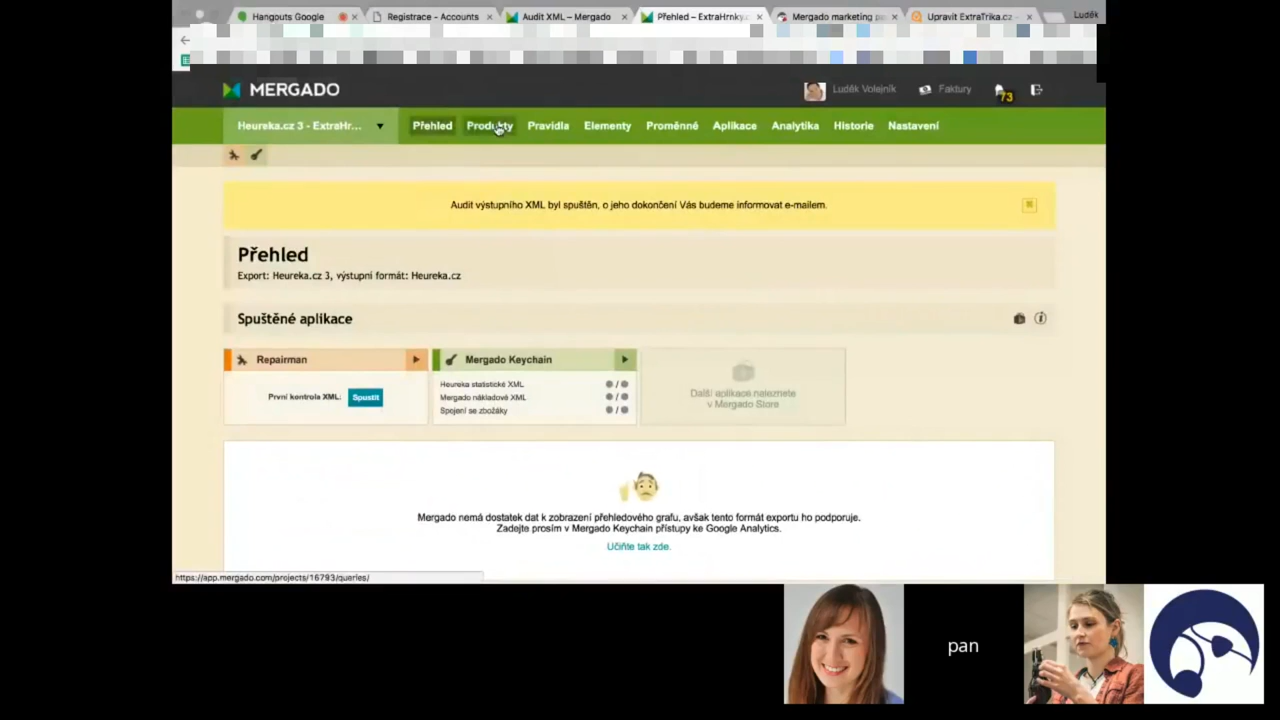 Hangouts Google
Registrace - Accounts
Audit XML – Mergado
Přehled – ExtraHrnky.
Mergado marketing pa
Upravit ExtraTrika.cz -
Luděk
MERGADO
Luděk Volejník
Faktury
73
Heureka.cz 3 - ExtraHr...
Přehled
Produkty
Pravidla
Elementy
Proměnné
Aplikace
Analytika
Historie
Nastavení
Audit výstupního XML byl spuštěn, o jeho dokončení Vás budeme informovat e-mailem.
Přehled
Export: Heureka.cz 3, výstupní formát: Heureka.cz
Spuštěné aplikace
Repairman
První kontrola XML: Spustit
Mergado Keychain
Heureka statistické XML
Mergado nákladové XML
Spojení se zbožáky
Další aplikace naleznete
v Mergado Store
Mergado nemá dostatek dat k zobrazení přehledového grafu, avšak tento formát exportu ho podporuje.
Zadejte prosím v Mergado Keychain přístupy ke Google Analytics.
Učiňte tak zde.
https://app.mergado.com/projects/16793/queries/
pan